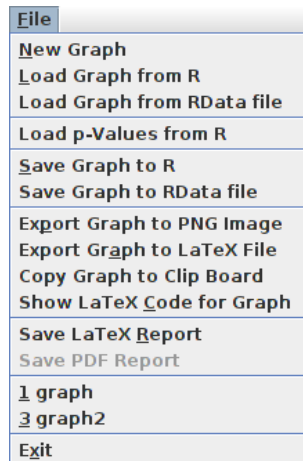 File
New Graph
Load Graph from R
Load Graph from RData file
Load p-Values from R
Save Graph to R
Save Graph to RData file
Export Graph to PNG Image
Export Graph to LaTeX File
Copy Graph to Clip Board
Show LaTeX Code for Graph
Save LaTeX Report
Save PDF Report
1 graph
3 graph2
Exit